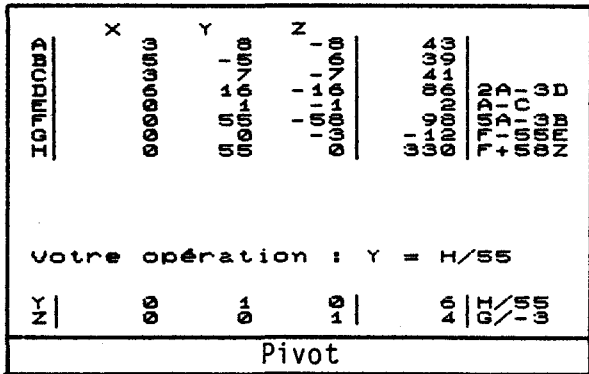 X Y Z
A| 3 8 -8| 43|
B| 5 -5 6| 39|
C| 3 7 -7| 41|
D| 6 16 -16| 86|2A-3D
E| 0 1 -1| 2|A-C
F| 0 55 -58| 98|5A-3B
G| 0 0 -3| -12|F-55E
H| 0 55 0| 330|F+58Z
Votre opération : Y = H/55
Y| 0 1 0| 6|H/55
Z| 0 0 1| 4|G/-3
Pivot